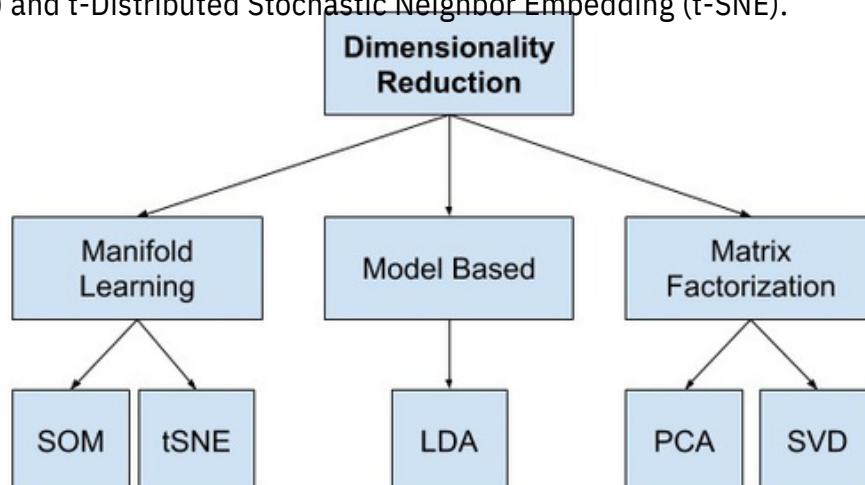 ) and t-Distributed Stochastic Neighbor Embedding (t-SNE).
Dimensionality
Reduction
Manifold
Learning
Model Based
Matrix
Factorization
SOM
tSNE
LDA
PCA
SVD